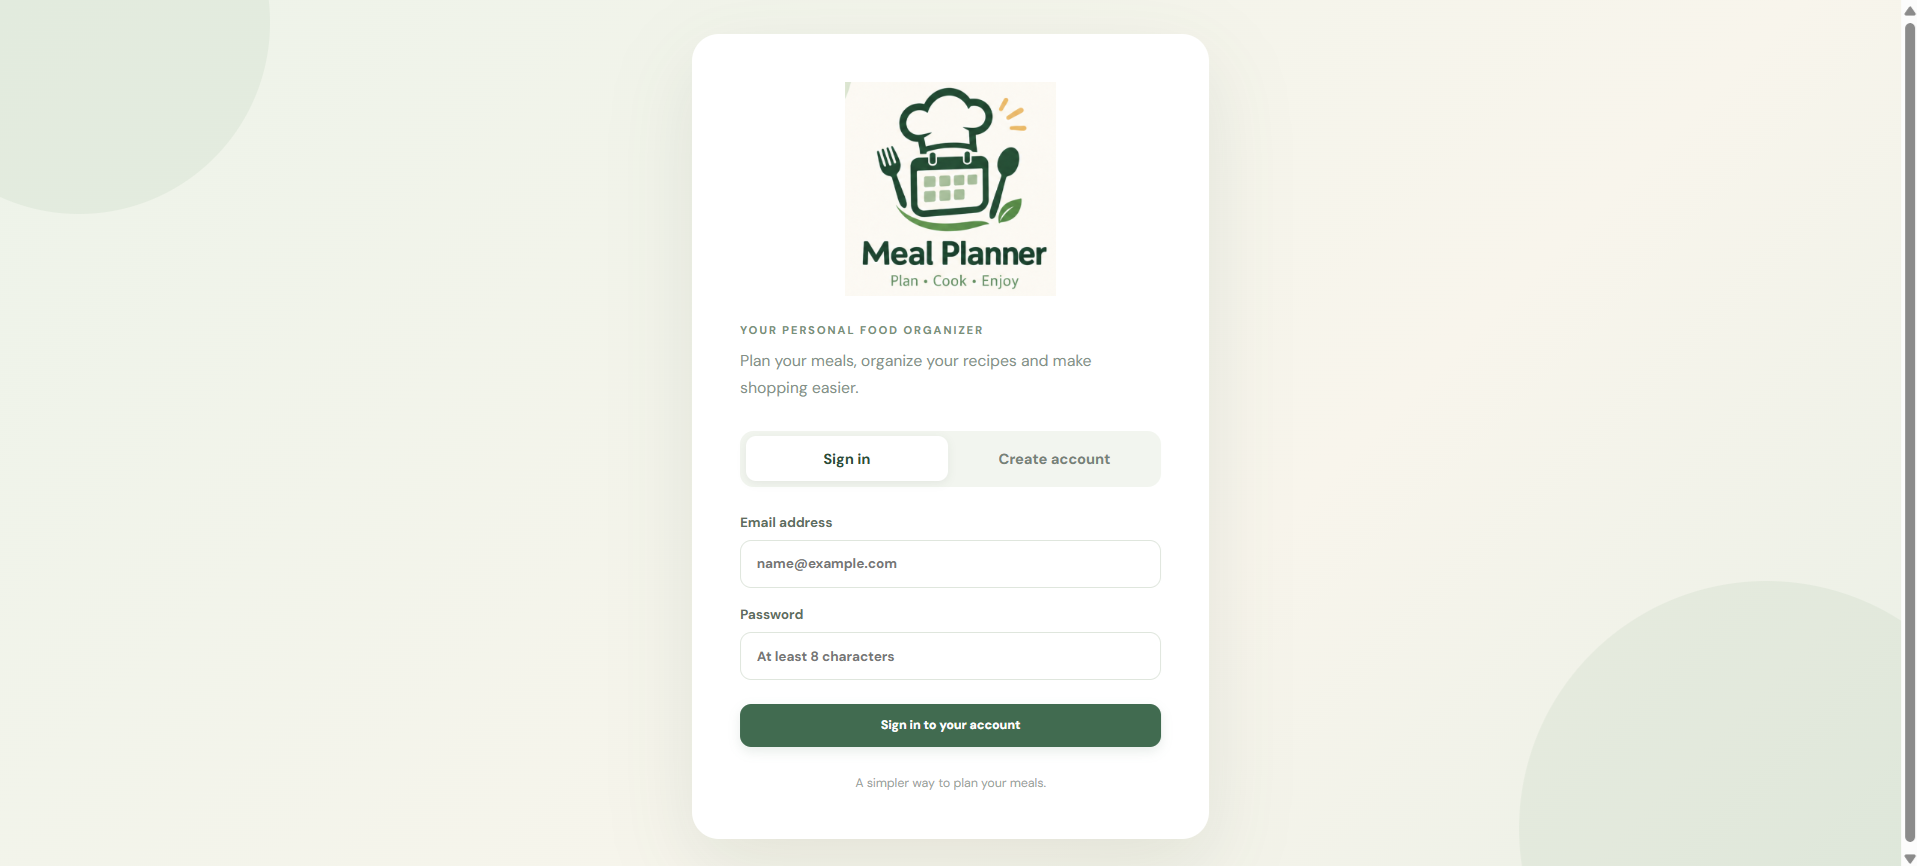 Meal Planner
Plan • Cook • Enjoy
YOUR PERSONAL FOOD ORGANIZER
Plan your meals, organize your recipes and make
shopping easier.
Sign in
Create account
Email address
name@example.com
Password
At least 8 characters
Sign in to your account
A simpler way to plan your meals.